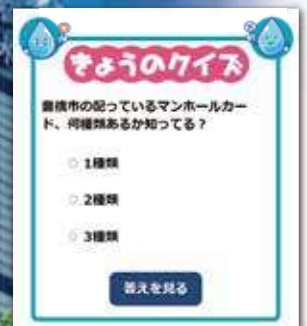 きょうのクイズ
豊橋市の配っているマンホールカー
ド、何種類あるか知ってる？
1種類
2種類
3種類
答えを見る